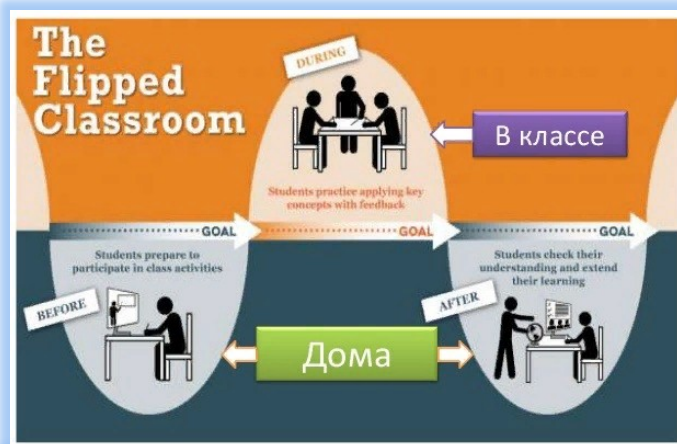 The
Flipped
Classroom
DURING
В классе
Students practice applying key
concepts with feedback
GOAL
GOAL
GOAL
Students prepare to
participate in class activities
Students check their
understanding and extend
their learning
BEFORE
AFTER
Дома